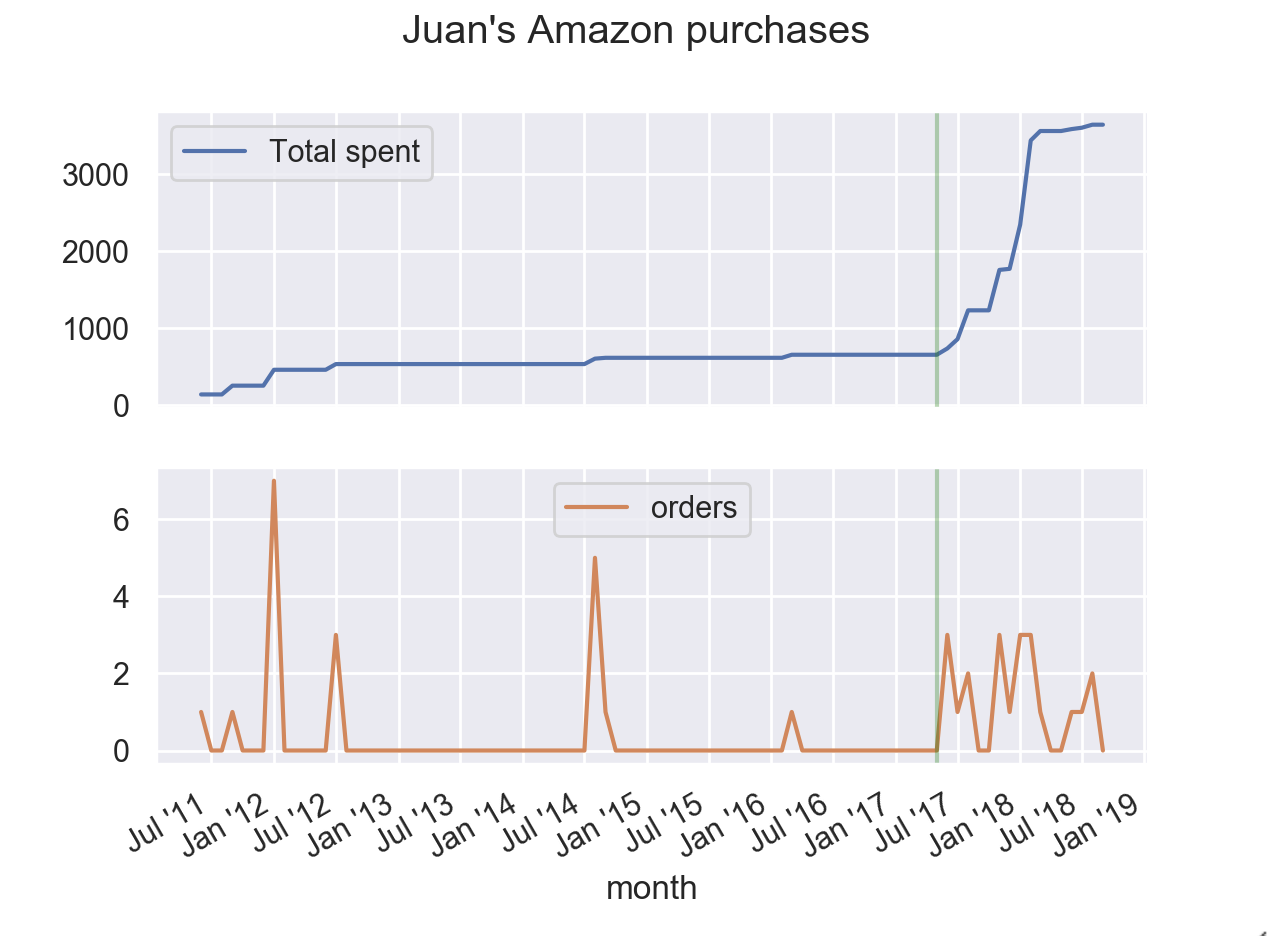 Juan's Amazon purchases
Total spent
3000
2000
1000
0
orders
6
4
2
0
Jul '11
Jan '12
Jul '12
Jan '13
Jul '13
Jan '14
Jul '14
Jan '15
Jul '15
Jan '16
Jul '16
Jan '17
Jul '17
Jan '18
Jul '18
Jan '19
month